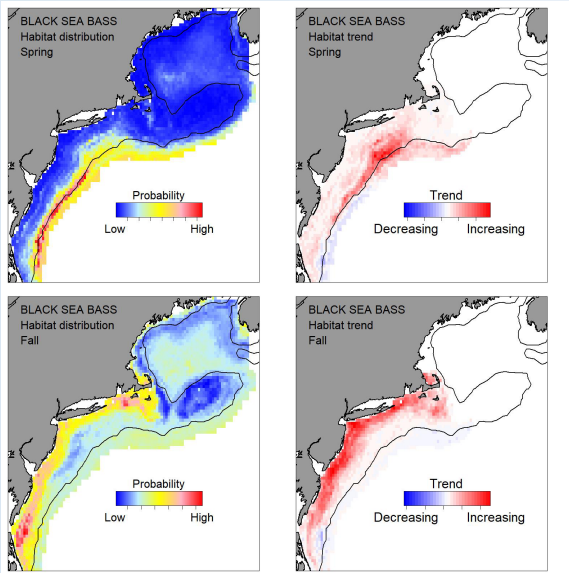 BLACK SEA BASS
Habitat distribution
Spring
Probability
Low High
BLACK SEA BASS
Habitat trend
Spring
Trend
Decreasing Increasing
BLACK SEA BASS
Habitat distribution
Fall
Probability
Low High
BLACK SEA BASS
Habitat trend
Fall
Trend
Decreasing Increasing